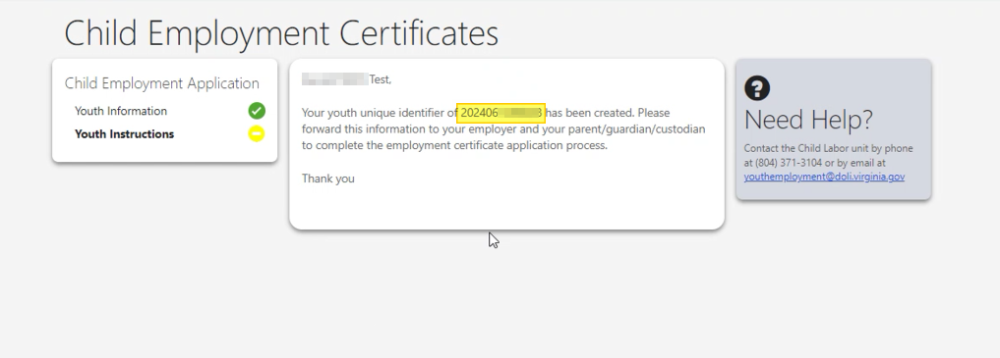 Child Employment Certificates
Child Employment Application
Youth Information
Youth Instructions
Test,
Your youth unique identifier of 202406 has been created. Please
forward this information to your employer and your parent/guardian/custodian
to complete the employment certificate application process.
Thank you
?
Need Help?
Contact the Child Labor unit by phone
at (804) 371-3104 or by email at
youthemployment@doli.virginia.gov